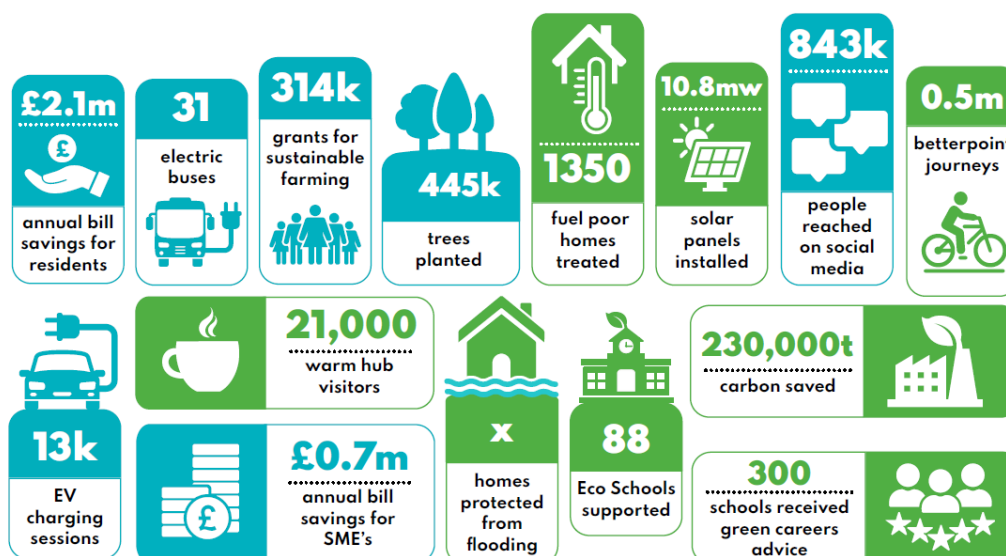 £2.1m
£
annual bill
savings for
residents
31
electric
buses
314k
grants for
sustainable
farming
445k
trees
planted
1350
fuel poor
homes
treated
10.8mw
solar
panels
installed
843k
people
reached
on social
media
0.5m
betterpoint
journeys
13k
EV
charging
sessions
21,000
warm hub
visitors
£
£0.7m
annual bill
savings for
SME's
x
homes
protected
from
flooding
88
Eco Schools
supported
230,000t
carbon saved
300
schools received
green careers
advice